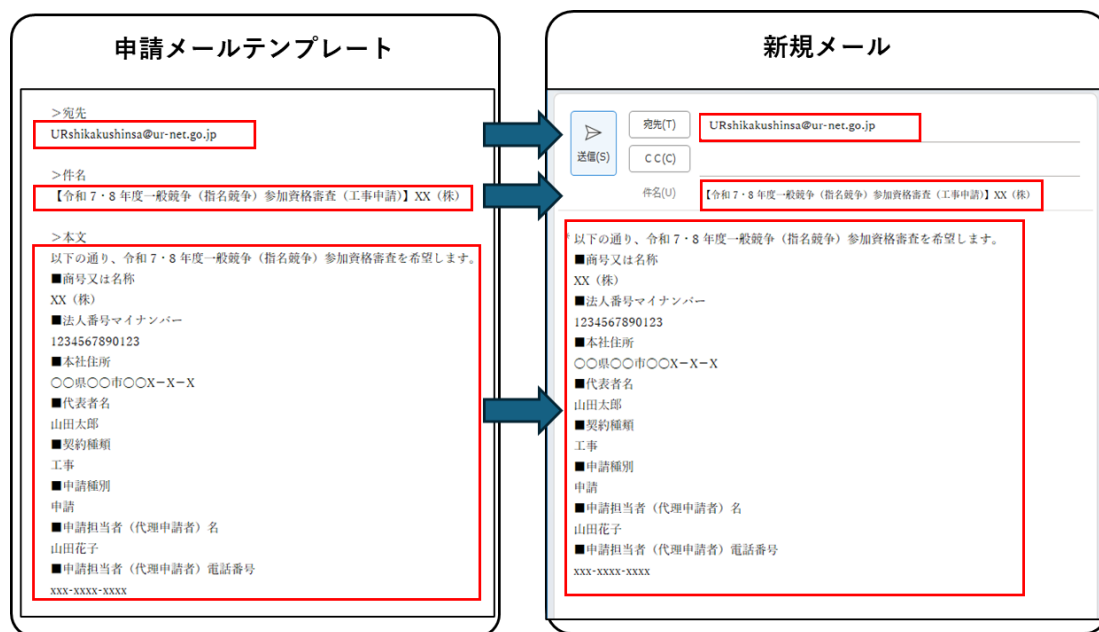 申請メールテンプレート
>宛先
URshikakushinsa@ur-net.go.jp
>件名
【令和7・8年度一般競争（指名競争）参加資格審査（工事申請)】XX（株）
>本文
以下の通り、令和7・8年度一般競争（指名競争）参加資格審査を希望します。
■商号又は名称
XX（株）
■法人番号マイナンバー
1234567890123
■本社住所
〇〇県〇〇市〇〇X－X－X
■代表者名
山田太郎
■契約種類
工事
■申請種別
申請
■申請担当者（代理申請者）名
山田花子
■申請担当者（代理申請者）電話番号
xxx-xxxx-xxxx
新規メール
送信(S)
宛先(T)
URshikakushinsa@ur-net.go.jp
CC(C)
件名(U)
【令和7・8年度一般競争（指名競争）参加資格審査（工事申請)】XX（株）
以下の通り、令和7・8年度一般競争（指名競争）参加資格審査を希望します。
■商号又は名称
XX（株）
■法人番号マイナンバー
1234567890123
■本社住所
〇〇県〇〇市〇〇X－X－X
■代表者名
山田太郎
■契約種類
工事
■申請種別
申請
■申請担当者（代理申請者）名
山田花子
■申請担当者（代理申請者）電話番号
xxx-xxxx-xxxx